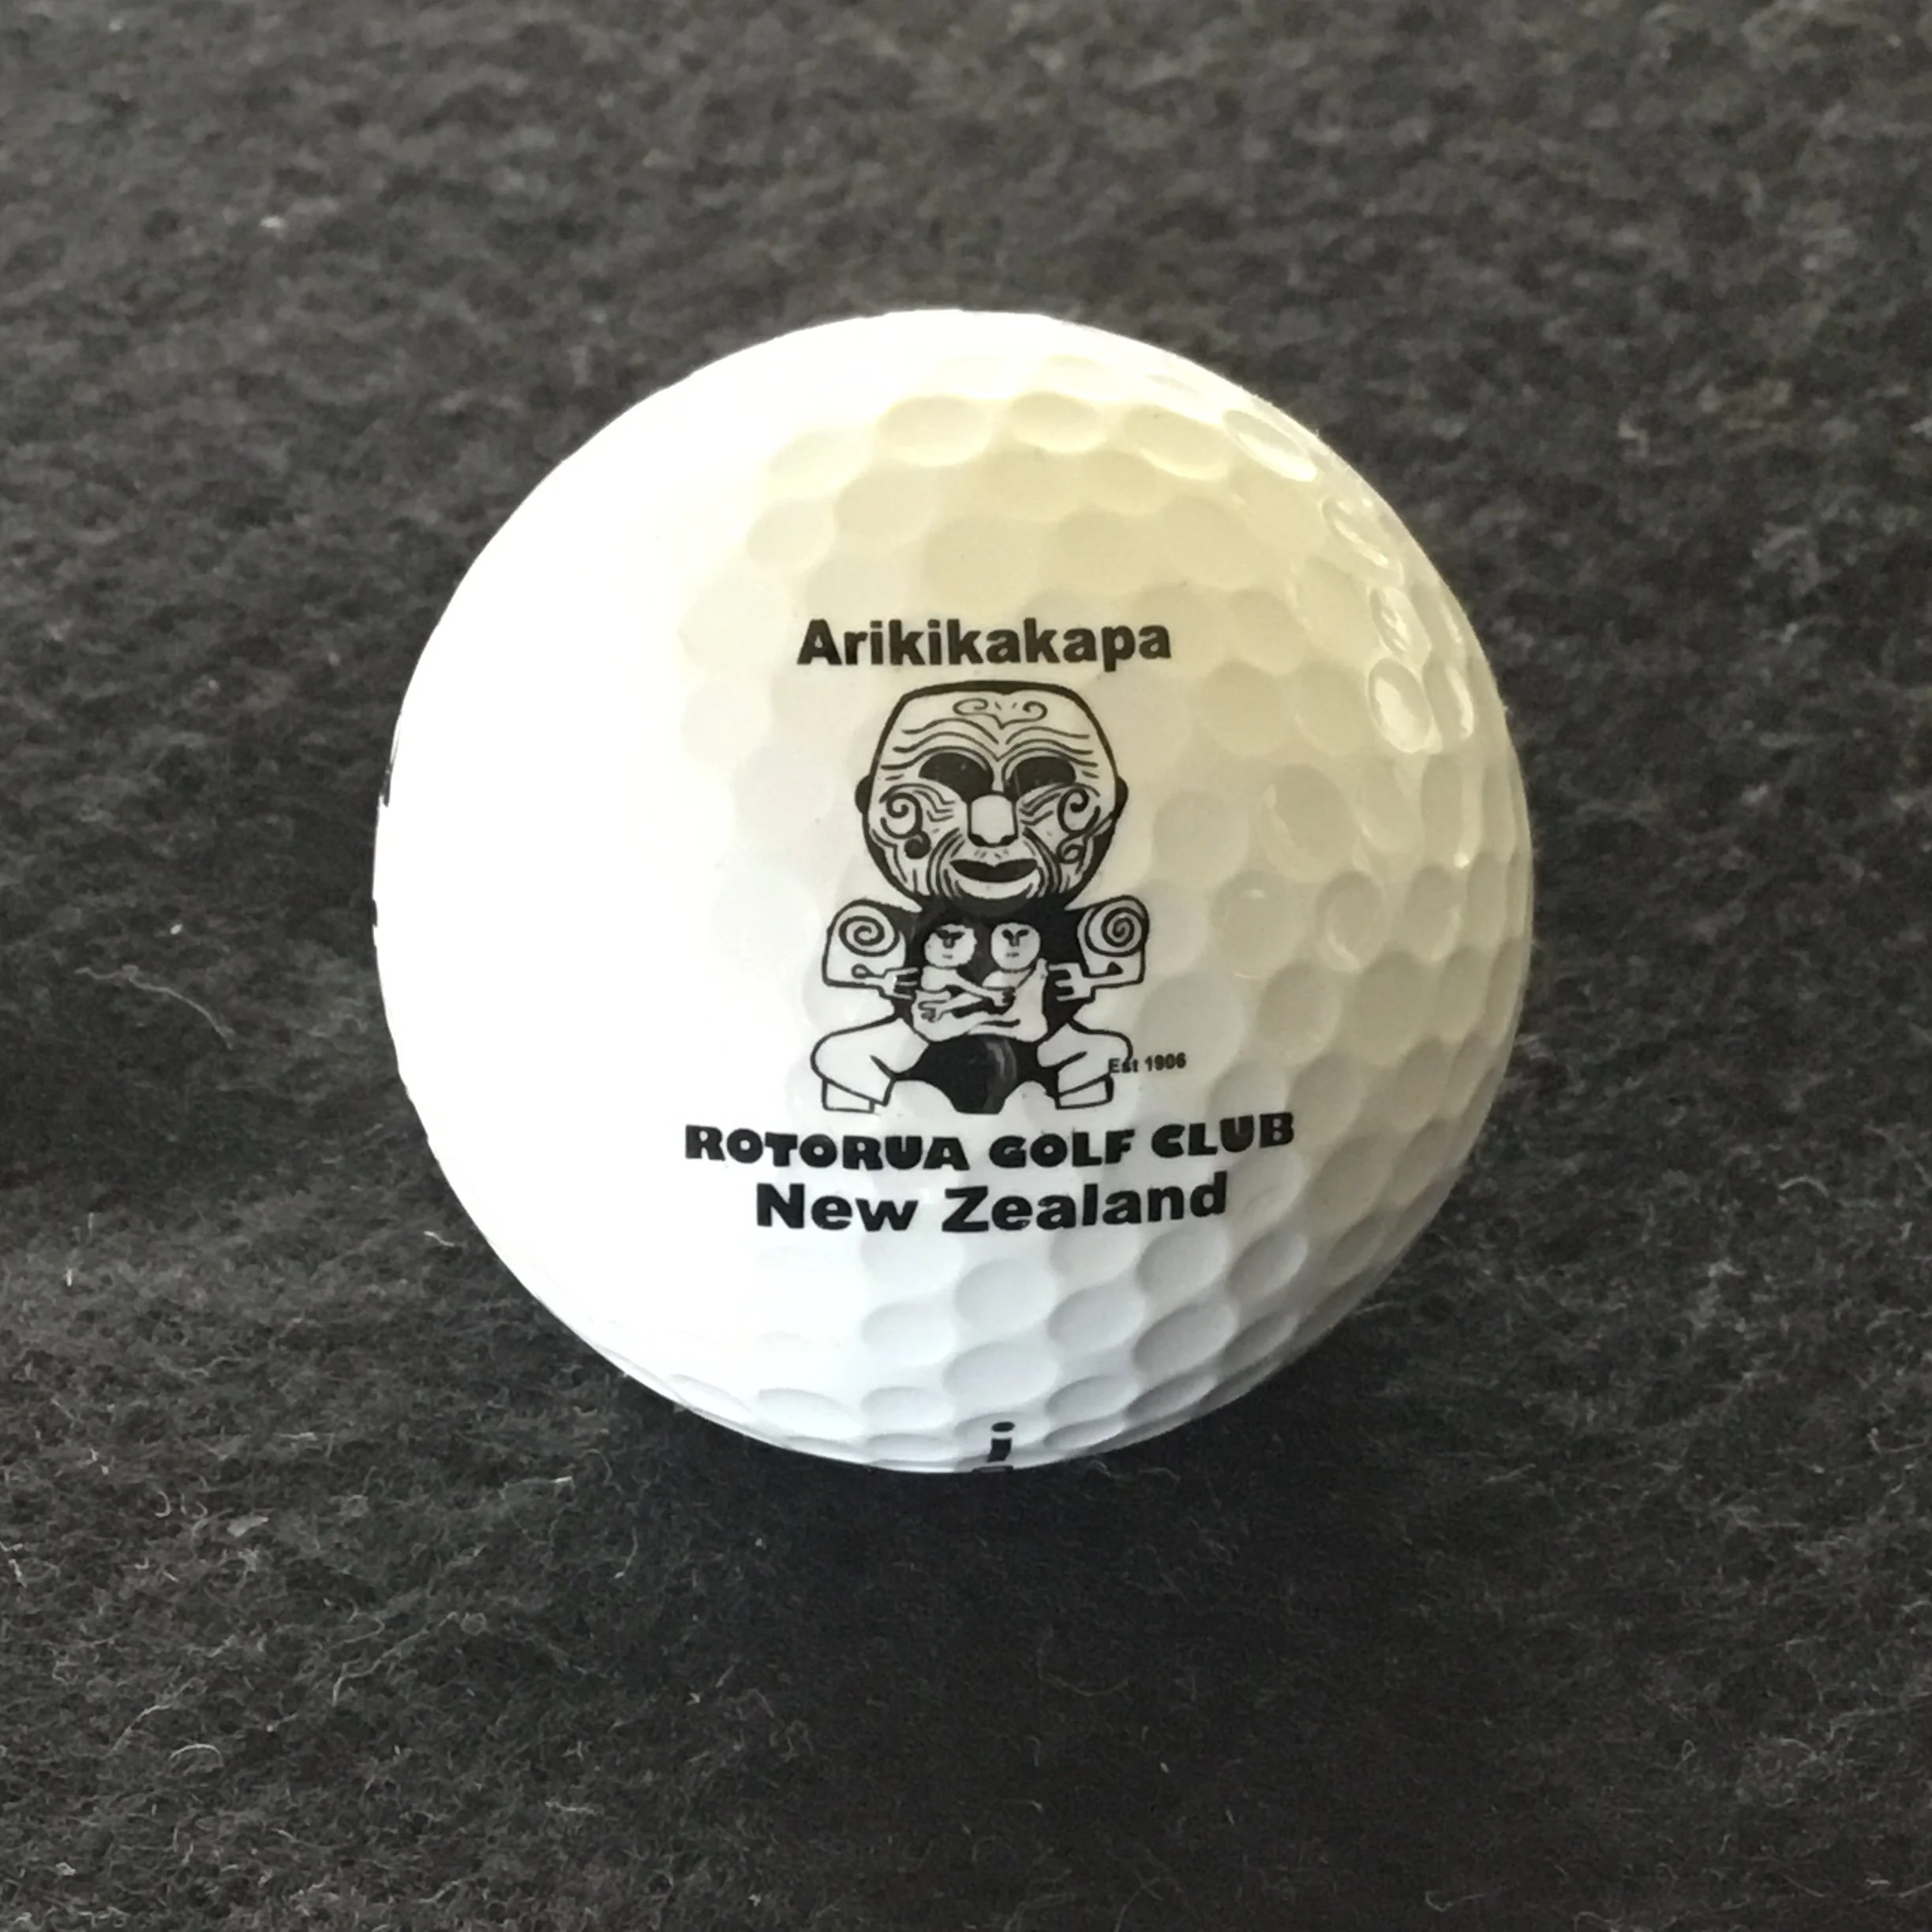 Arikikakapa
Est 1906
ROTORUA GOLF CLUB
New Zealand